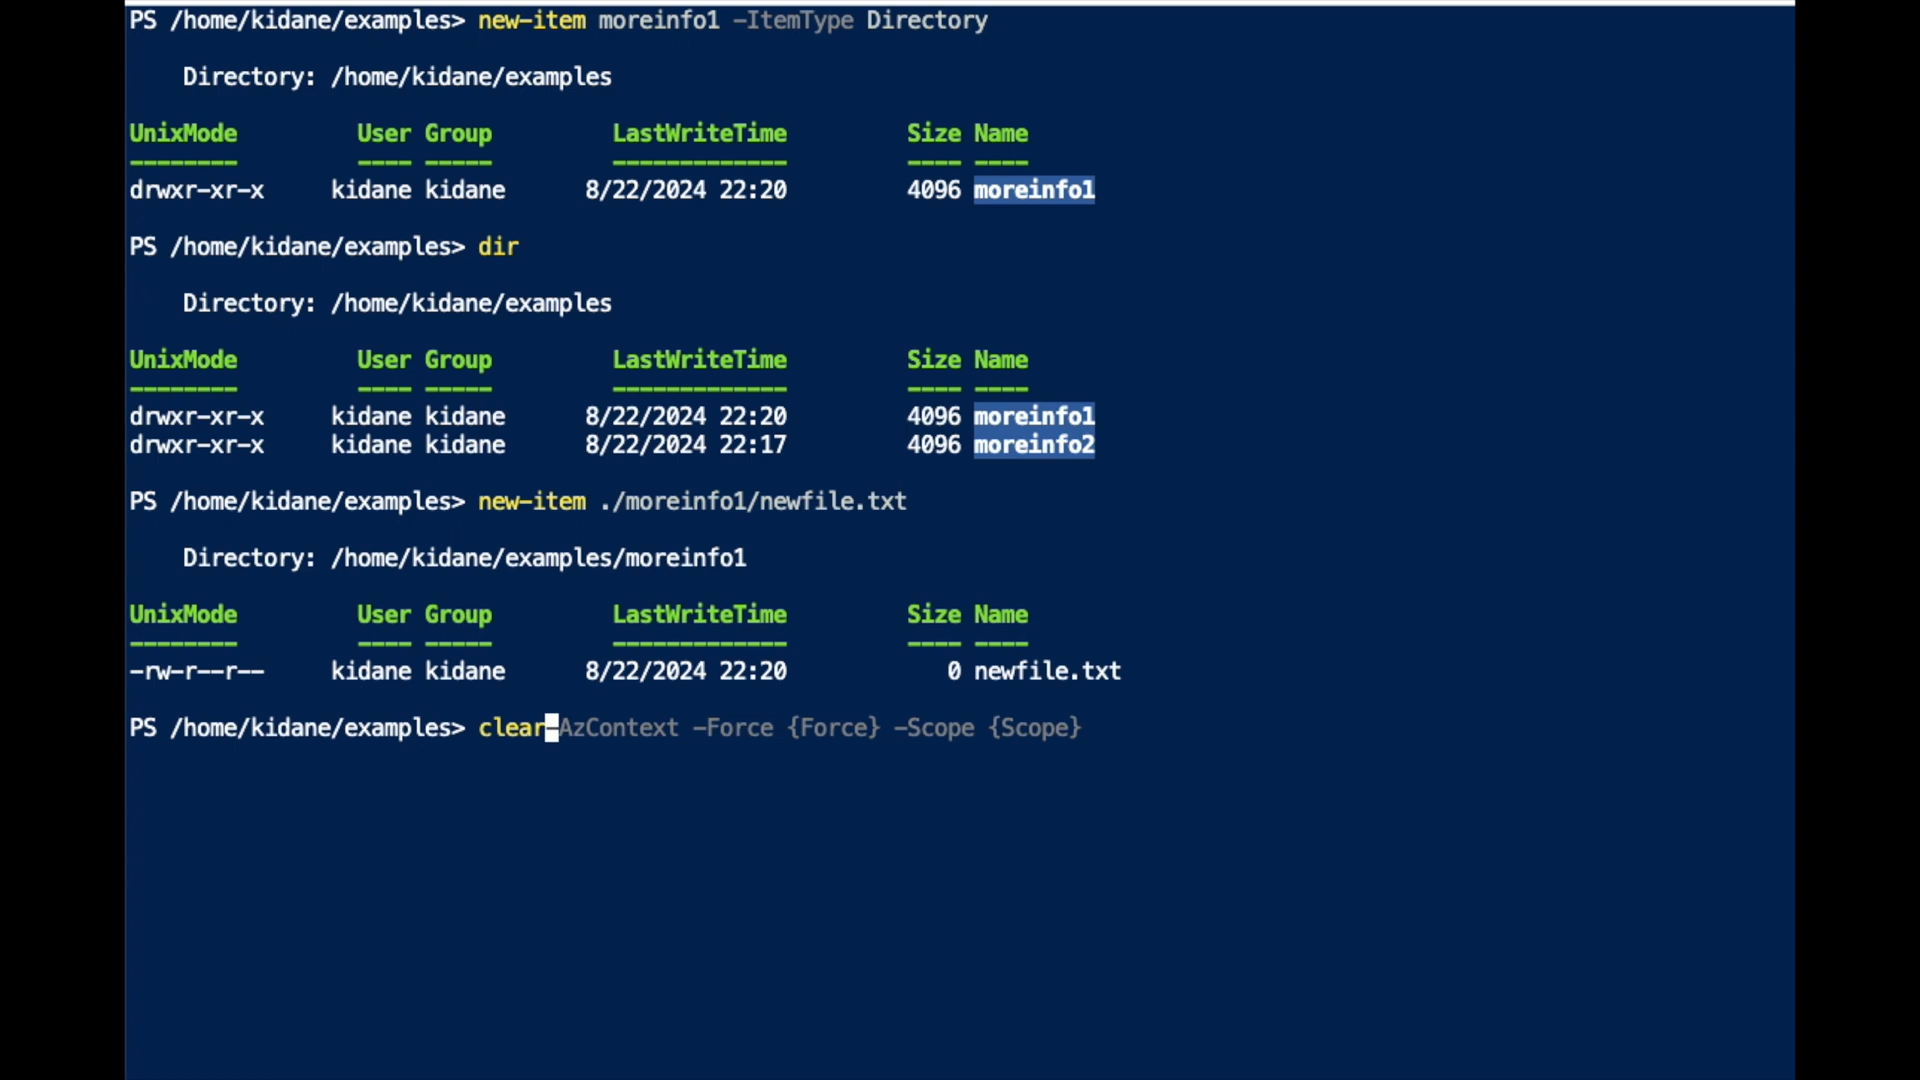 PS /home/kidane/examples> new-item moreinfo1 -ItemType Directory
Directory: /home/kidane/examples
UnixMode User Group LastWriteTime Size Name
-------- ---- ----- ------------- ---- ----
drwxr-xr-x kidane kidane 8/22/2024 22:20 4096 moreinfo1
PS /home/kidane/examples> dir
Directory: /home/kidane/examples
UnixMode User Group LastWriteTime Size Name
-------- ---- ----- ------------- ---- ----
drwxr-xr-x kidane kidane 8/22/2024 22:20 4096 moreinfo1
drwxr-xr-x kidane kidane 8/22/2024 22:17 4096 moreinfo2
PS /home/kidane/examples> new-item ./moreinfo1/newfile.txt
Directory: /home/kidane/examples/moreinfo1
UnixMode User Group LastWriteTime Size Name
-------- ---- ----- ------------- ---- ----
-rw-r--r-- kidane kidane 8/22/2024 22:20 0 newfile.txt
PS /home/kidane/examples> clear-AzContext -Force {Force} -Scope {Scope}